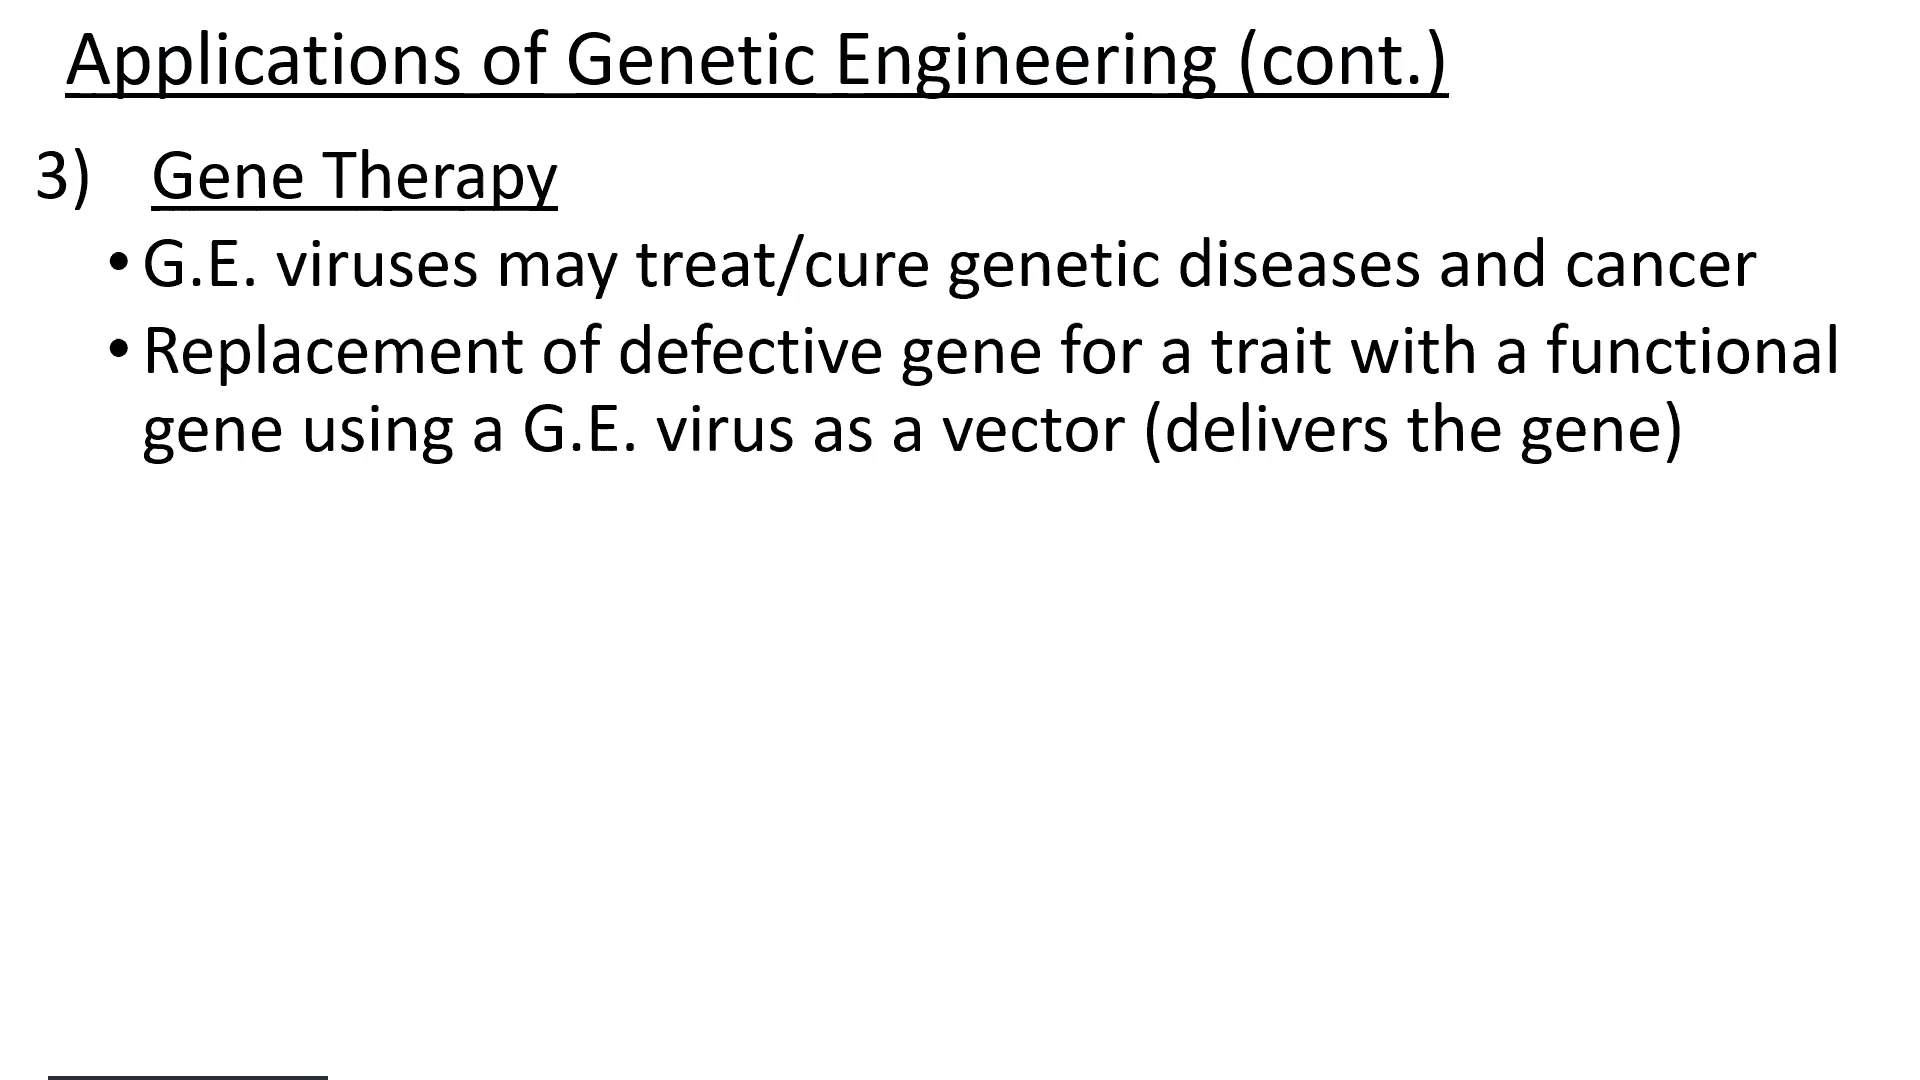 Applications of Genetic Engineering (cont.)
3) Gene Therapy
• G.E. viruses may treat/cure genetic diseases and cancer
• Replacement of defective gene for a trait with a functional
gene using a G.E. virus as a vector (delivers the gene)